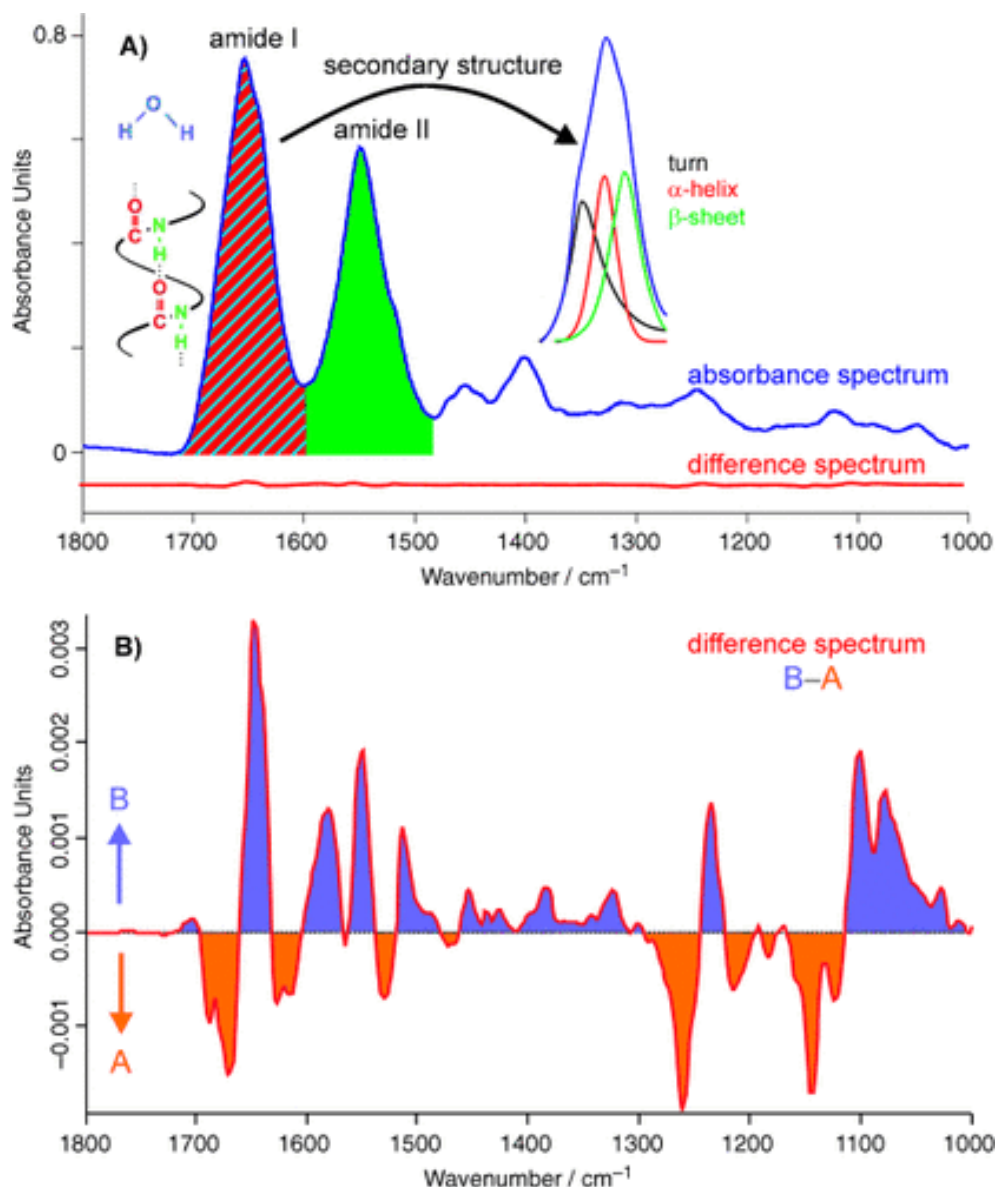 0.8
A)
amide I
secondary structure
amide II
O
H H
turn
α-helix
β-sheet
O
C
N
H
O
C
N
H
Absorbance Units
absorbance spectrum
0
difference spectrum
1800 1700 1600 1500 1400 1300 1200 1100 1000
Wavenumber / cm⁻¹
B)
difference spectrum
B–A
0.003
0.002
0.001
0.000
−0.001
Absorbance Units
B
A
1800 1700 1600 1500 1400 1300 1200 1100 1000
Wavenumber / cm⁻¹